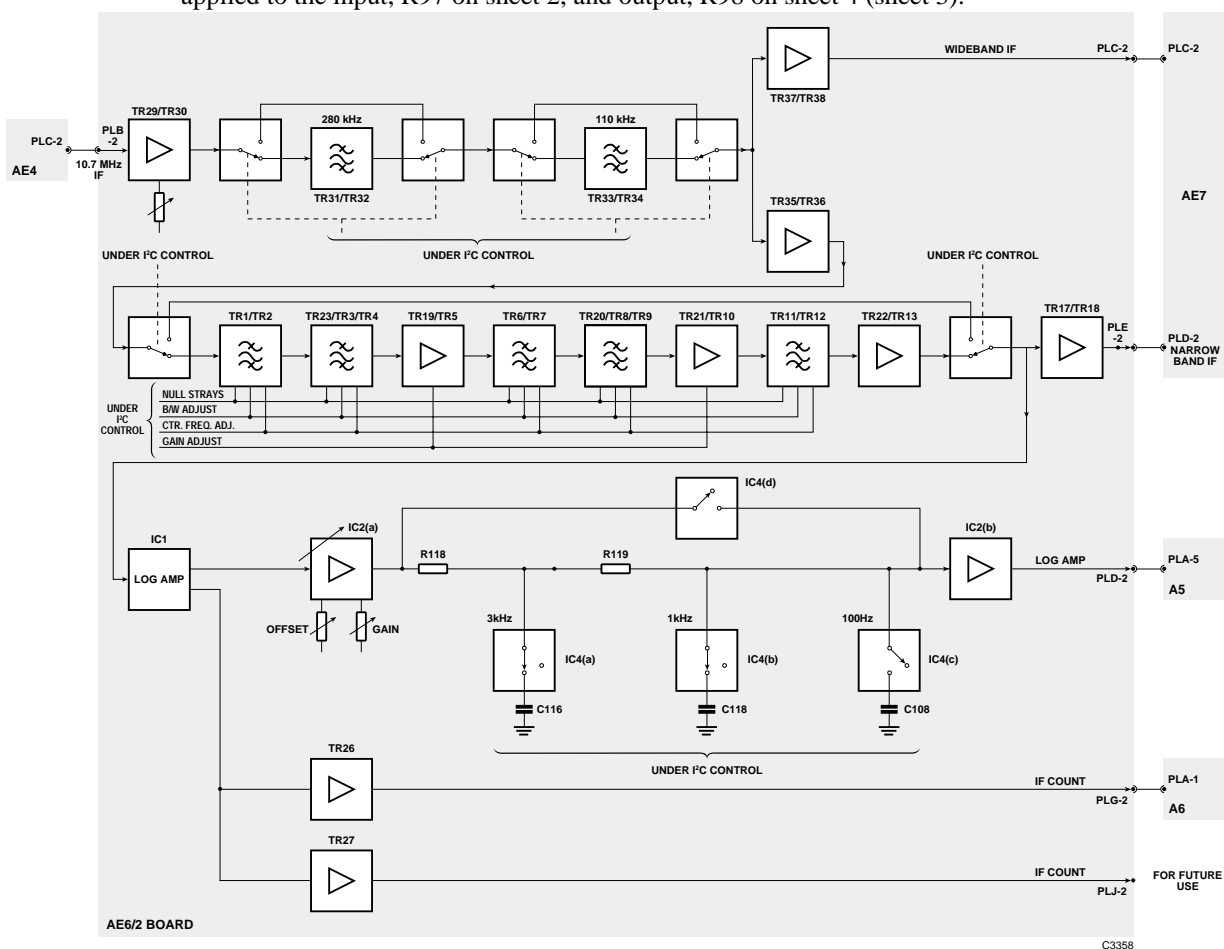 applied to the input, R97 on sheet 2, and output, R98 on sheet 4 (sheet 3).
WIDEBAND IF
PLC-2
PLC-2
TR37/TR38
TR29/TR30
280 kHz
110 kHz
PLC-2
PLB
-2
AE4
10.7 MHz
IF
TR31/TR32
TR33/TR34
AE7
TR35/TR36
UNDER I²C CONTROL
UNDER I²C CONTROL
UNDER I²C CONTROL
TR1/TR2
TR23/TR3/TR4
TR19/TR5
TR6/TR7
TR20/TR8/TR9
TR21/TR10
TR11/TR12
TR22/TR13
TR17/TR18
PLE
-2
PLD-2
NARROW
BAND IF
UNDER
I²C
CONTROL
NULL STRAYS
B/W ADJUST
CTR. FREQ. ADJ.
GAIN ADJUST
IC4(d)
IC1
IC2(a)
R118
R119
IC2(b)
LOG AMP
LOG AMP
PLD-2
PLA-5
A5
OFFSET
GAIN
3kHz
1kHz
100Hz
IC4(a)
IC4(b)
IC4(c)
C116
C118
C108
UNDER I²C CONTROL
TR26
IF COUNT
PLG-2
PLA-1
A6
TR27
IF COUNT
PLJ-2
FOR FUTURE
USE
AE6/2 BOARD
C3358